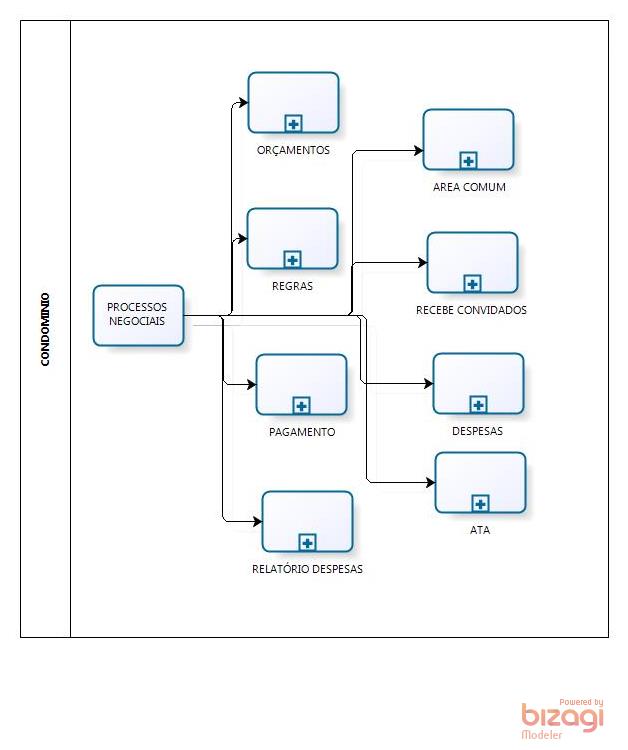 CONDOMINIO
PROCESSOS
NEGOCIAIS
ORÇAMENTOS
AREA COMUM
REGRAS
RECEBE CONVIDADOS
PAGAMENTO
DESPESAS
ATA
RELATÓRIO DESPESAS
Powered by
bizagi
Modeler